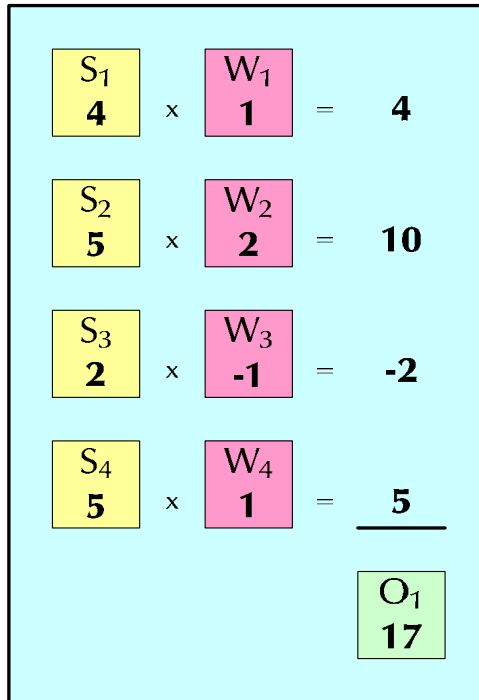 S₁ W₁
4 x 1 = 4
S₂ W₂
5 x 2 = 10
S₃ W₃
2 x -1 = -2
S₄ W₄
5 x 1 = 5
O₁
17